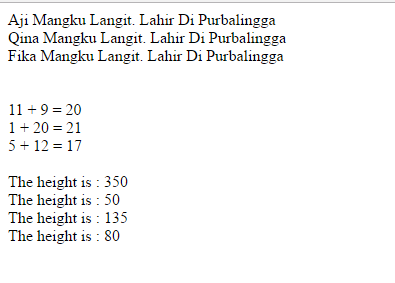 Aji Mangku Langit. Lahir Di Purbalingga
Qina Mangku Langit. Lahir Di Purbalingga
Fika Mangku Langit. Lahir Di Purbalingga
11 + 9 = 20
1 + 20 = 21
5 + 12 = 17
The height is : 350
The height is : 50
The height is : 135
The height is : 80